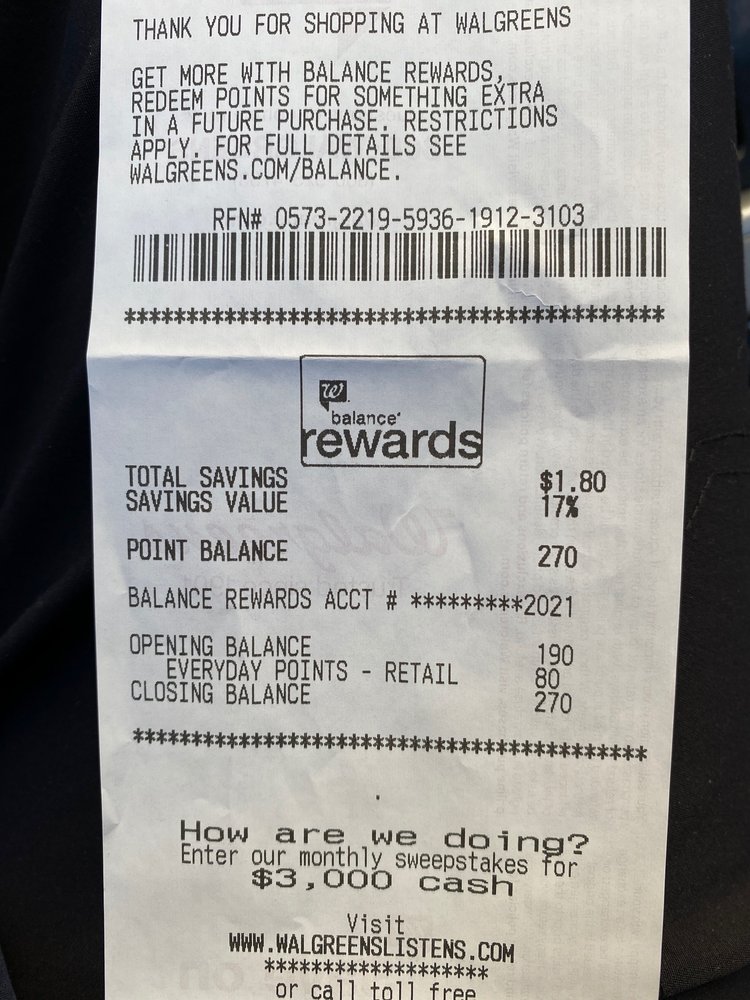 THANK YOU FOR SHOPPING AT WALGREENS
GET MORE WITH BALANCE REWARDS,
REDEEM POINTS FOR SOMETHING EXTRA
IN A FUTURE PURCHASE. RESTRICTIONS
APPLY. FOR FULL DETAILS SEE
WALGREENS.COM/BALANCE.
RFN# 0573-2219-5936-1912-3103
*******************************************
W
balance®
rewards
TOTAL SAVINGS $1.80
SAVINGS VALUE 17%
POINT BALANCE 270
BALANCE REWARDS ACCT # *********2021
OPENING BALANCE 190
EVERYDAY POINTS - RETAIL 80
CLOSING BALANCE 270
*******************************************
How are we doing?
Enter our monthly sweepstakes for
$3,000 cash
Visit
WWW.WALGREENSLISTENS.COM
*******************
or call toll free